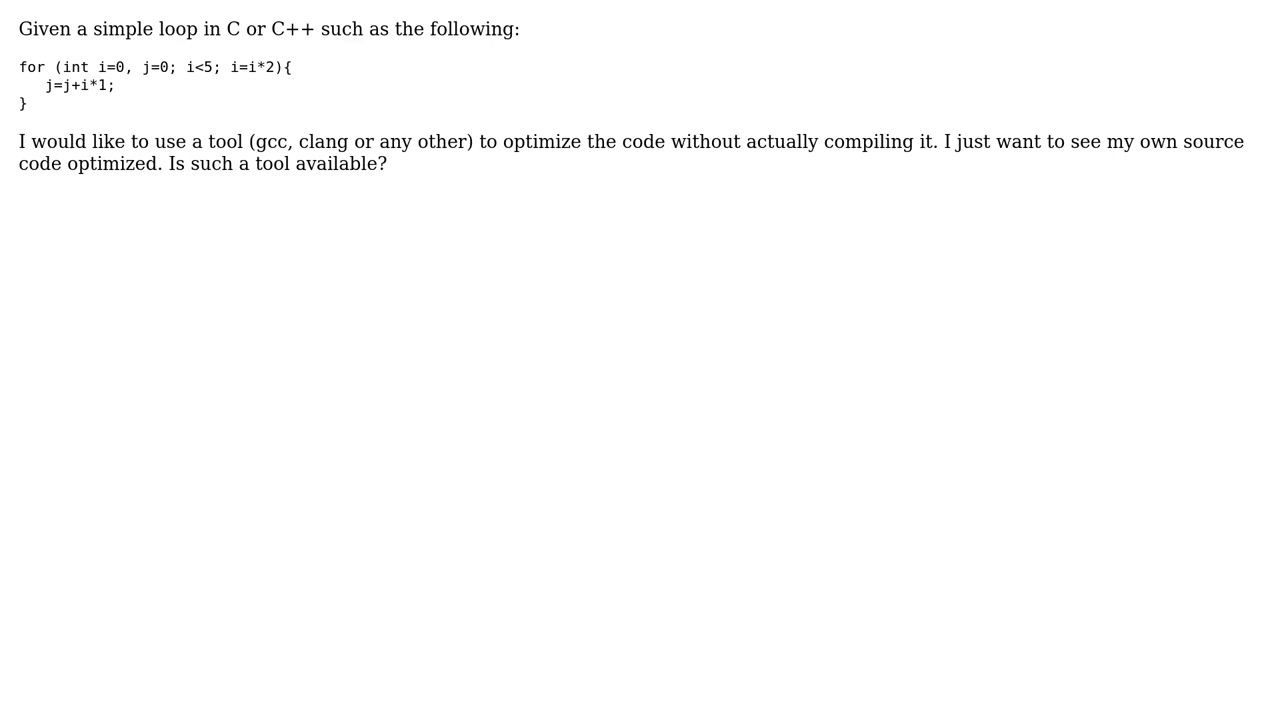 Given a simple loop in C or C++ such as the following:
for (int i=0, j=0; i<5; i=i*2){
   j=j+i*1;
}
I would like to use a tool (gcc, clang or any other) to optimize the code without actually compiling it. I just want to see my own source
code optimized. Is such a tool available?